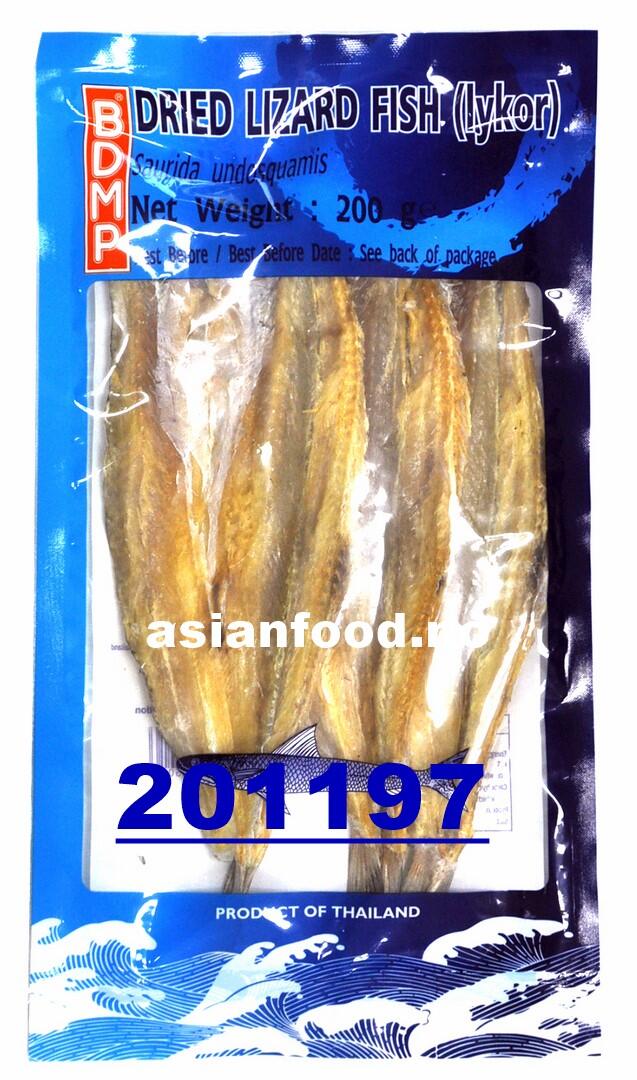 BDMP®
DRIED LIZARD FISH (lykor)
Saurida undosquamis
Net Weight : 200 g e
Best Before / Best Before Date : See back of package
asianfood.no
201197
PRODUCT OF THAILAND